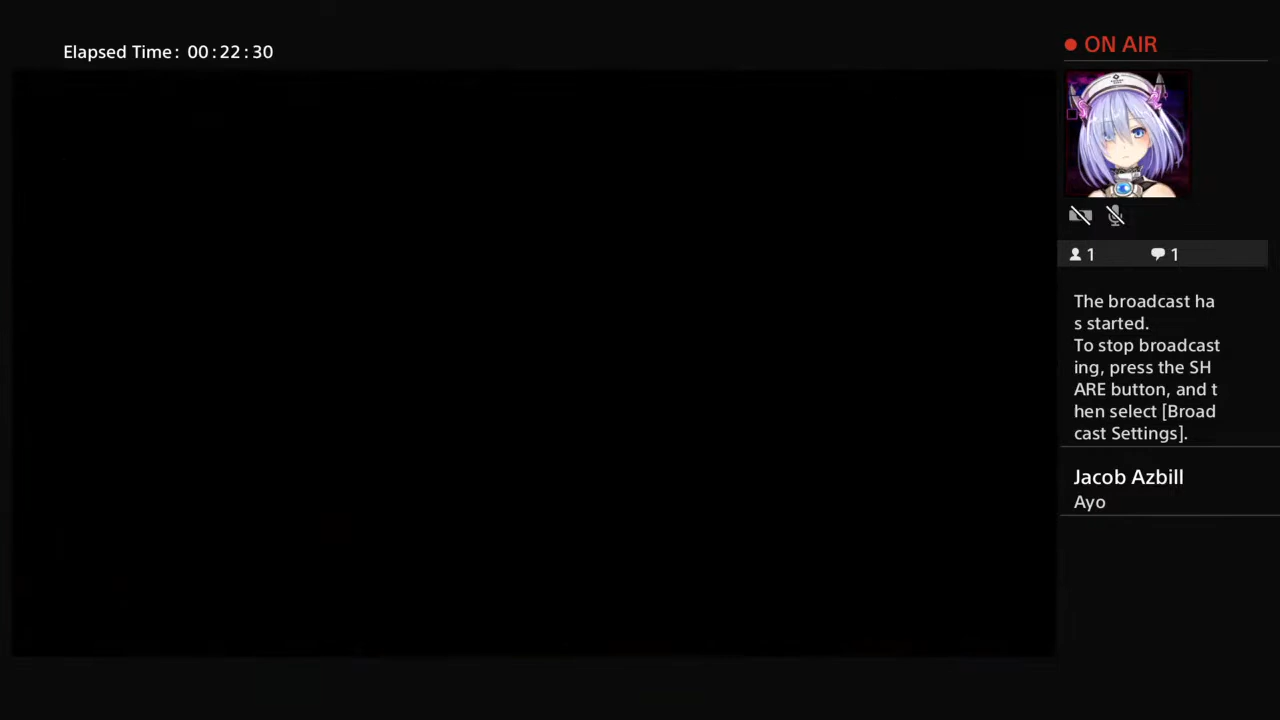 Elapsed Time: 00:22:30
ON AIR
1
1
The broadcast ha
s started.
To stop broadcast
ing, press the SH
ARE button, and t
hen select [Broad
cast Settings].
Jacob Azbill
Ayo